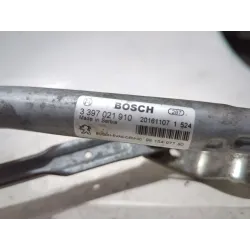 BOSCH
3 397 021 910
20161107 1 S24
Made in Serbia